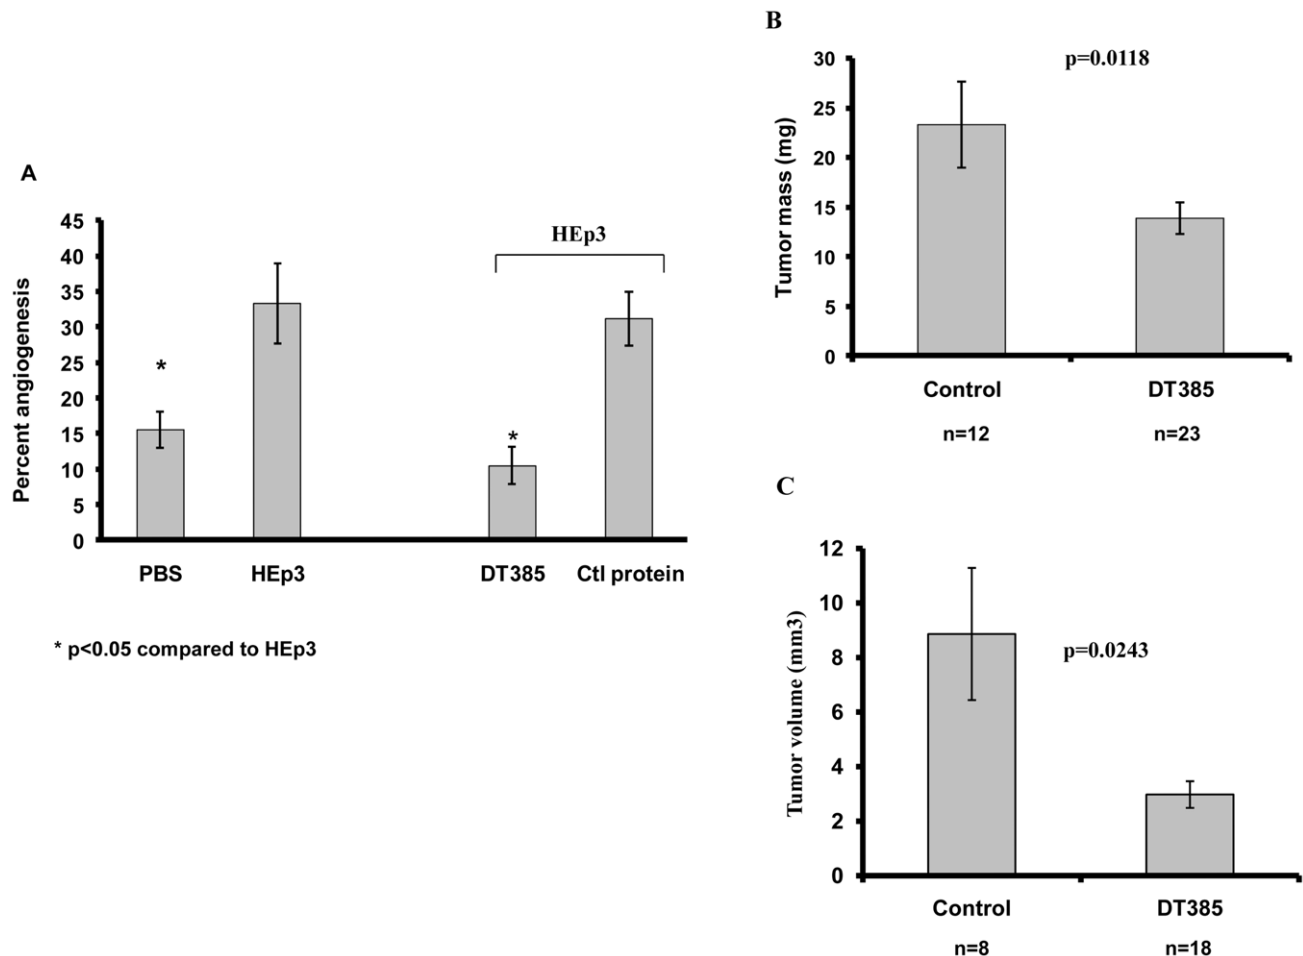 A
45
40
35
30
25
20
15
10
5
0
Percent angiogenesis
*
*
HEp3
PBS HEp3 DT385 Ctl protein
* p<0.05 compared to HEp3
B
30
25
20
15
10
5
0
Tumor mass (mg)
p=0.0118
Control DT385
n=12 n=23
C
12
10
8
6
4
2
0
Tumor volume (mm3)
p=0.0243
Control DT385
n=8 n=18